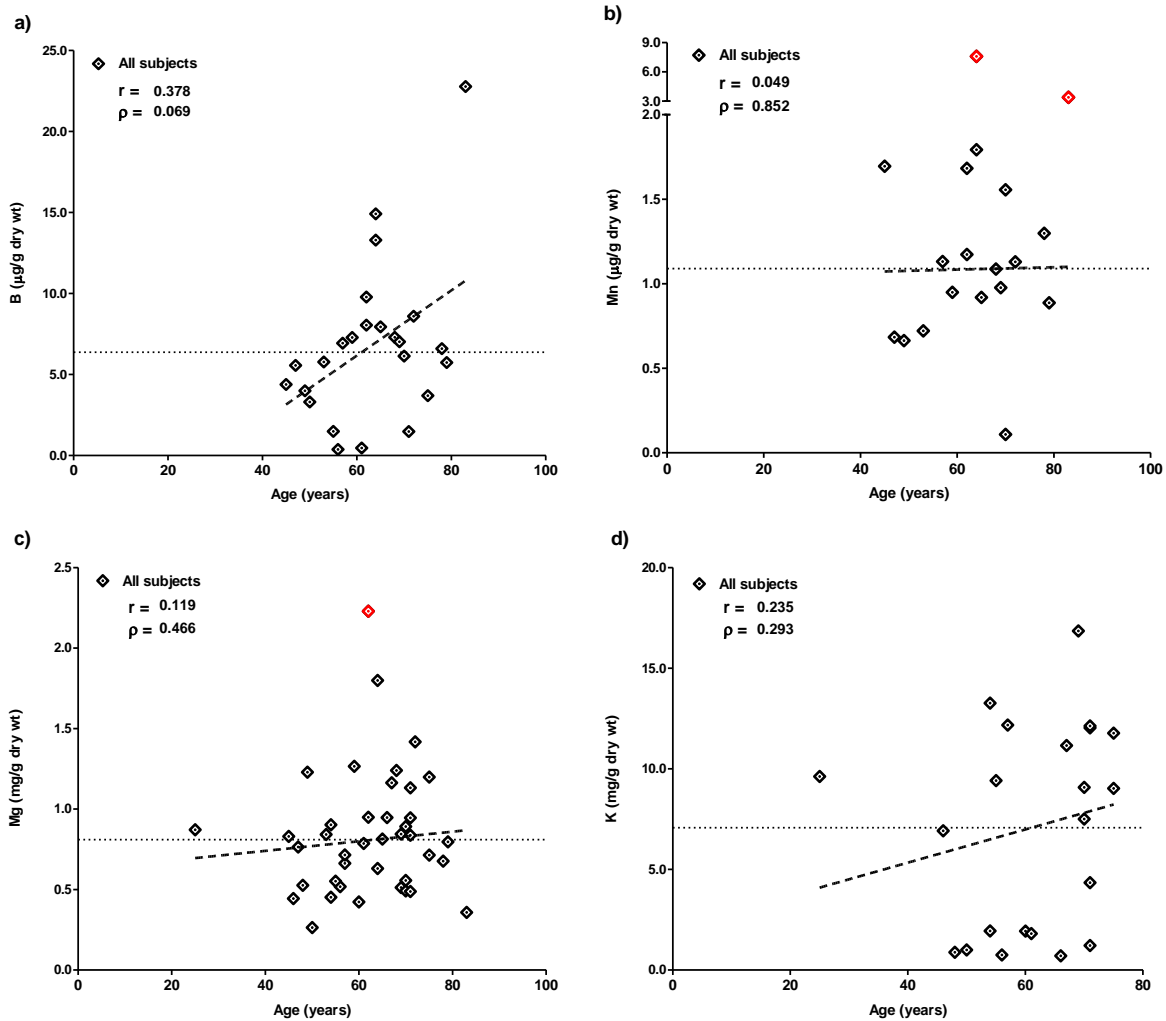 a)
All subjects
r = 0.378
ρ = 0.069
25.0
20.0
15.0
10.0
5.0
0.0
B (µg/g dry wt)
0 20 40 60 80 100
Age (years)
b)
All subjects
r = 0.049
ρ = 0.852
9.0
6.0
3.0
2.0
1.5
1.0
0.5
0.0
Mn (µg/g dry wt)
0 20 40 60 80 100
Age (years)
c)
All subjects
r = 0.119
ρ = 0.466
2.5
2.0
1.5
1.0
0.5
0.0
Mg (mg/g dry wt)
0 20 40 60 80 100
Age (years)
d)
All subjects
r = 0.235
ρ = 0.293
20.0
15.0
10.0
5.0
0.0
K (mg/g dry wt)
0 20 40 60 80
Age (years)